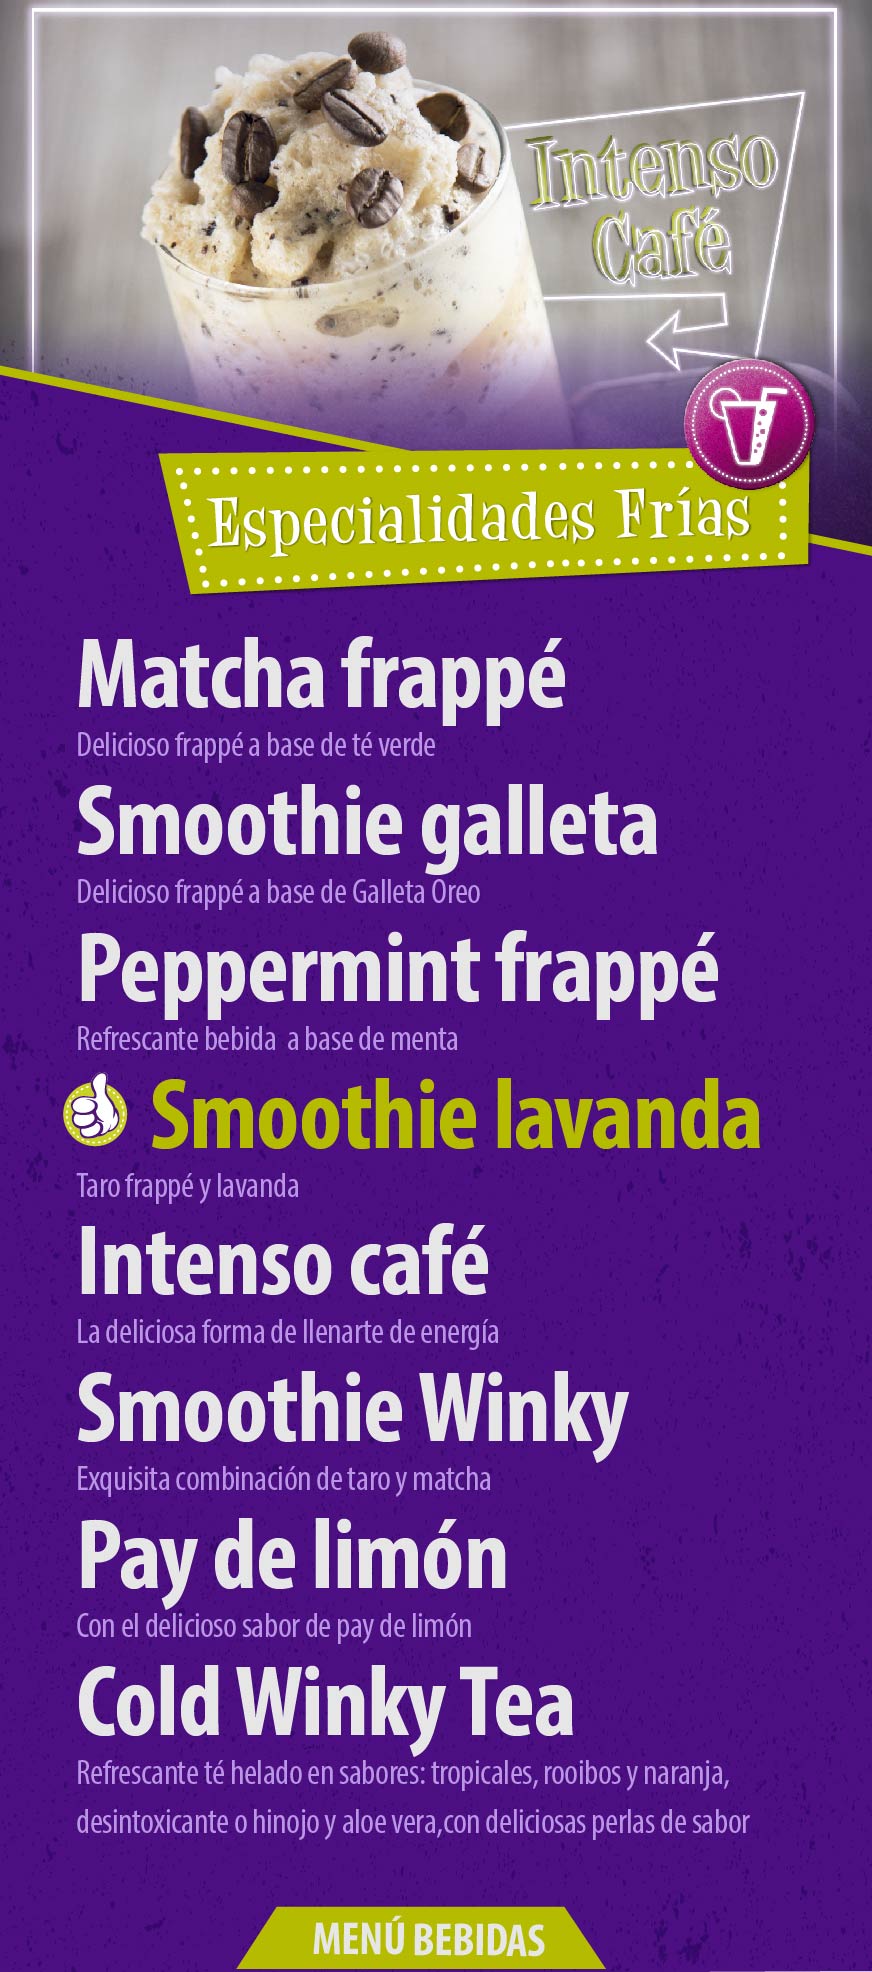 Intenso
Café
Especialidades Frías
Matcha frappé
Delicioso frappé a base de té verde
Smoothie galleta
Delicioso frappé a base de Galleta Oreo
Peppermint frappé
Refrescante bebida a base de menta
Smoothie lavanda
Taro frappé y lavanda
Intenso café
La deliciosa forma de llenarte de energía
Smoothie Winky
Exquisita combinación de taro y matcha
Pay de limón
Con el delicioso sabor de pay de limón
Cold Winky Tea
Refrescante té helado en sabores: tropicales, rooibos y naranja,
desintoxicante o hinojo y aloe vera,con deliciosas perlas de sabor
MENÚ BEBIDAS